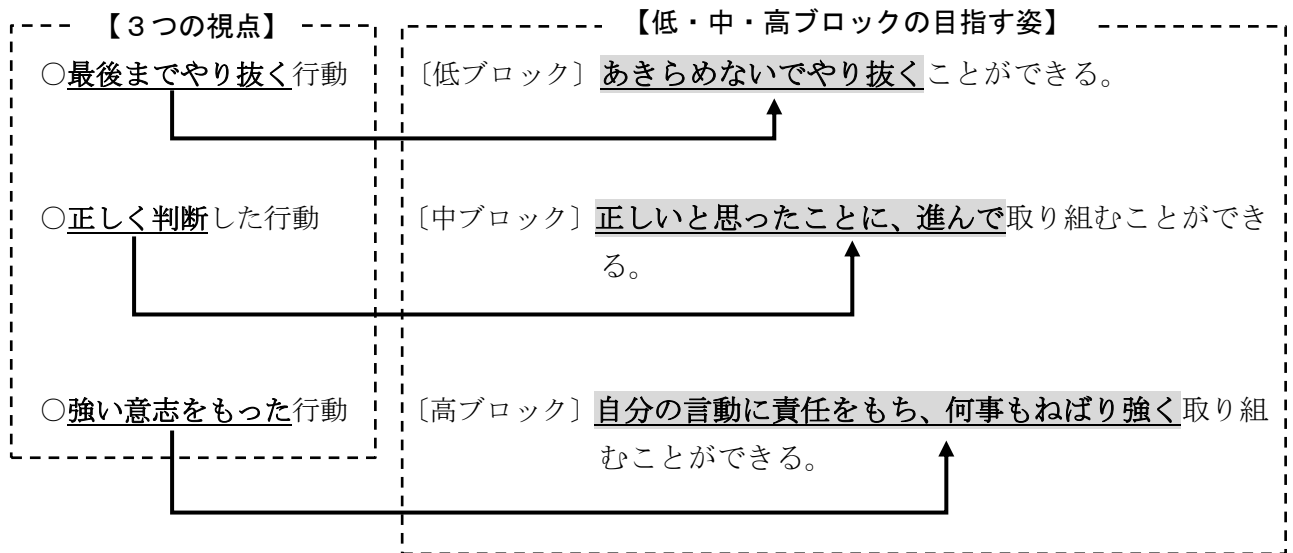 【３つの視点】
○最後までやり抜く行動
○正しく判断した行動
○強い意志をもった行動
【低・中・高ブロックの目指す姿】
〔低ブロック〕あきらめないでやり抜くことができる。
〔中ブロック〕正しいと思ったことに、進んで取り組むことができ
る。
〔高ブロック〕自分の言動に責任をもち、何事もねばり強く取り組
むことができる。